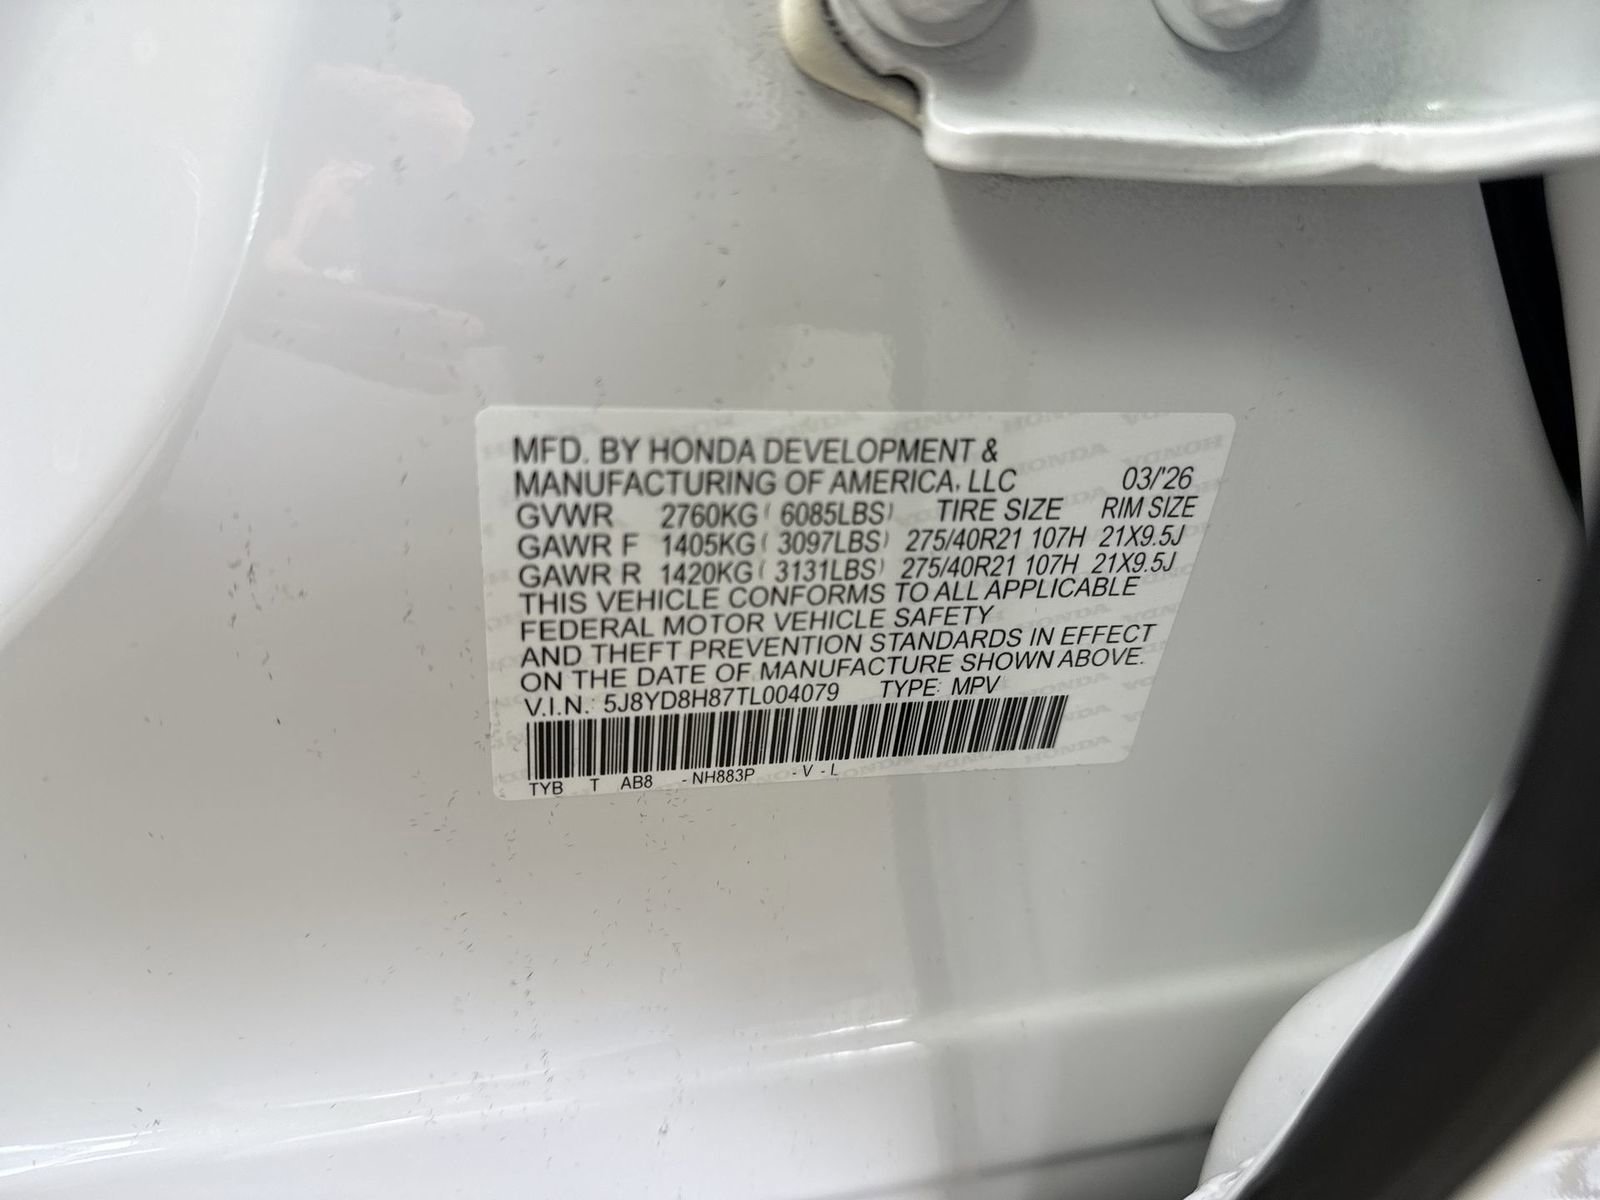 MFD. BY HONDA DEVELOPMENT &
MANUFACTURING OF AMERICA, LLC 03/'26
GVWR 2760KG ( 6085LBS) TIRE SIZE RIM SIZE
GAWR F 1405KG ( 3097LBS) 275/40R21 107H 21X9.5J
GAWR R 1420KG ( 3131LBS) 275/40R21 107H 21X9.5J
THIS VEHICLE CONFORMS TO ALL APPLICABLE
FEDERAL MOTOR VEHICLE SAFETY
AND THEFT PREVENTION STANDARDS IN EFFECT
ON THE DATE OF MANUFACTURE SHOWN ABOVE.
V.I.N.: 5J8YD8H87TL004079 TYPE: MPV
TYB T AB8 - NH883P - V - L